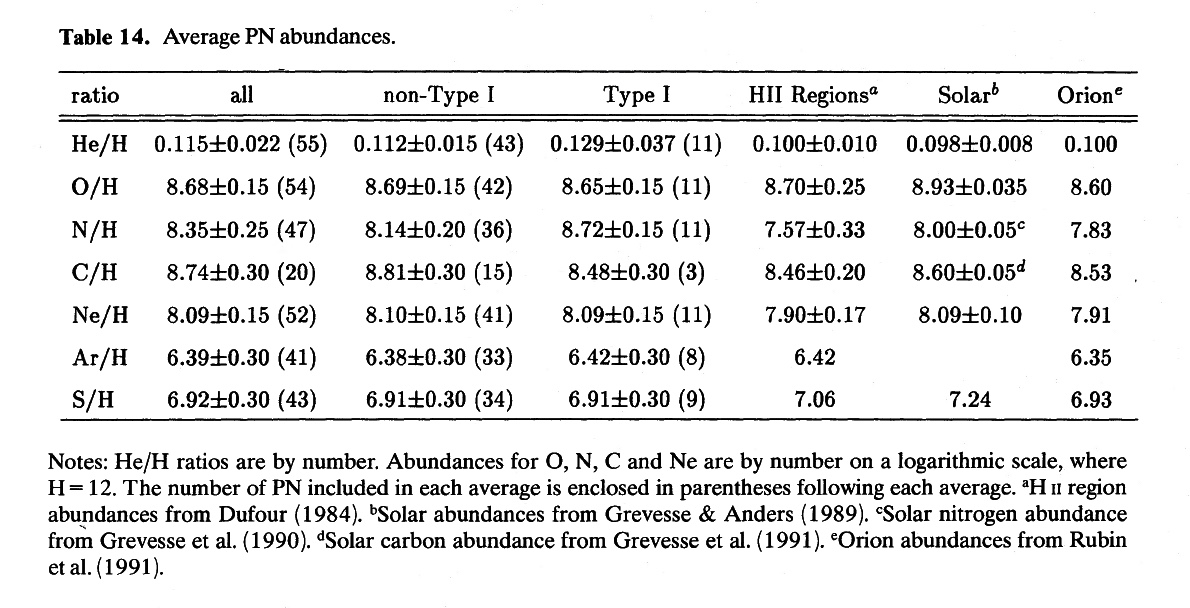 Table 14. Average PN abundances.
ratio all non-Type I Type I HII Regionsᵃ Solarᵇ Orionᵉ
He/H 0.115±0.022 (55) 0.112±0.015 (43) 0.129±0.037 (11) 0.100±0.010 0.098±0.008 0.100
O/H 8.68±0.15 (54) 8.69±0.15 (42) 8.65±0.15 (11) 8.70±0.25 8.93±0.035 8.60
N/H 8.35±0.25 (47) 8.14±0.20 (36) 8.72±0.15 (11) 7.57±0.33 8.00±0.05ᶜ 7.83
C/H 8.74±0.30 (20) 8.81±0.30 (15) 8.48±0.30 (3) 8.46±0.20 8.60±0.05ᵈ 8.53
Ne/H 8.09±0.15 (52) 8.10±0.15 (41) 8.09±0.15 (11) 7.90±0.17 8.09±0.10 7.91
Ar/H 6.39±0.30 (41) 6.38±0.30 (33) 6.42±0.30 (8) 6.42 6.35
S/H 6.92±0.30 (43) 6.91±0.30 (34) 6.91±0.30 (9) 7.06 7.24 6.93
Notes: He/H ratios are by number. Abundances for O, N, C and Ne are by number on a logarithmic scale, where
H = 12. The number of PN included in each average is enclosed in parentheses following each average. ᵃH II region
abundances from Dufour (1984). ᵇSolar abundances from Grevesse & Anders (1989). ᶜSolar nitrogen abundance
from Grevesse et al. (1990). ᵈSolar carbon abundance from Grevesse et al. (1991). ᵉOrion abundances from Rubin
et al. (1991).